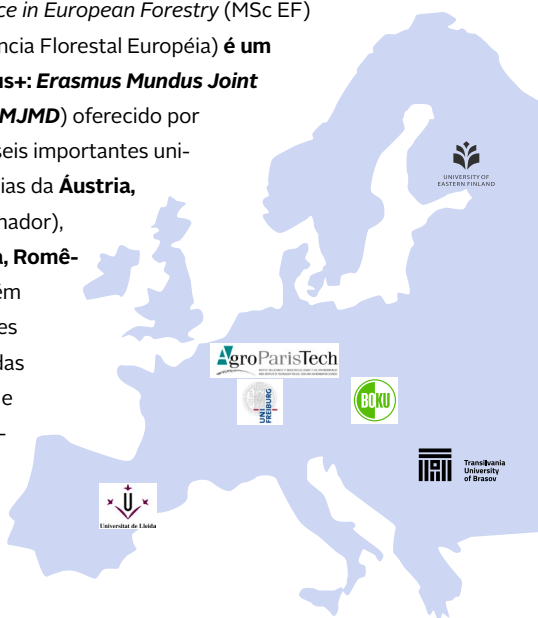 ce in European Forestry (MSc EF)
ncia Florestal Européia) é um
us+: Erasmus Mundus Joint
MJMD) oferecido por
seis importantes uni-
ias da Áustria,
nador),
a, Romê-
ém
es
das
e
-
UNIVERSITY OF
EASTERN FINLAND
AgroParisTech
UNI
FREIBURG
BOKU
Transilvania
University
of Brasov
Universitat de Lleida